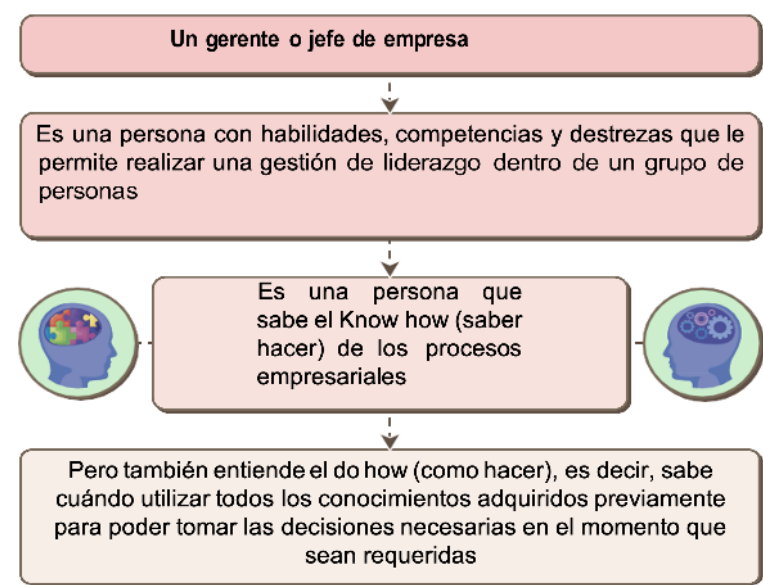 Un gerente o jefe de empresa
Es una persona con habilidades, competencias y destrezas que le
permite realizar una gestión de liderazgo dentro de un grupo de
personas
Es una persona que
sabe el Know how (saber
hacer) de los procesos
empresariales
Pero también entiende el do how (como hacer), es decir, sabe
cuándo utilizar todos los conocimientos adquiridos previamente
para poder tomar las decisiones necesarias en el momento que
sean requeridas